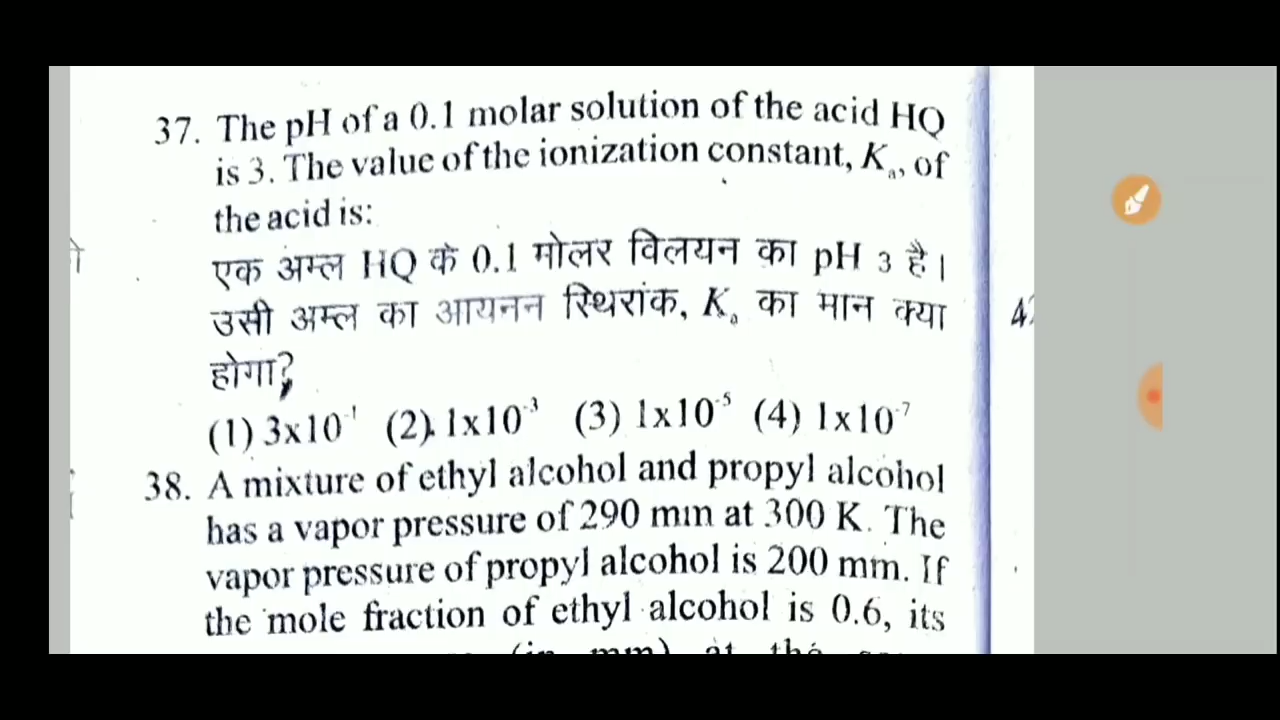 37. The pH of a 0.1 molar solution of the acid HQ
is 3. The value of the ionization constant, Kₐ, of
the acid is:
एक अम्ल HQ के 0.1 मोलर विलयन का pH 3 है।
उसी अम्ल का आयनन स्थिरांक, Kₐ का मान क्या
होगा?
(1) 3x10⁻¹ (2) 1x10⁻³ (3) 1x10⁻⁵ (4) 1x10⁻⁷
38. A mixture of ethyl alcohol and propyl alcohol
has a vapor pressure of 290 mm at 300 K. The
vapor pressure of propyl alcohol is 200 mm. If
the mole fraction of ethyl alcohol is 0.6, its
(in mm) at the